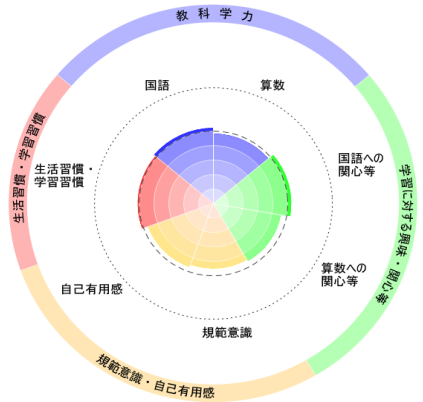 教科学力
国語
算数
生活習慣・学習習慣
生活習慣・
学習習慣
国語への
関心等
学習に対する興味・関心等
算数への
関心等
自己有用感
規範意識
規範意識・自己有用感